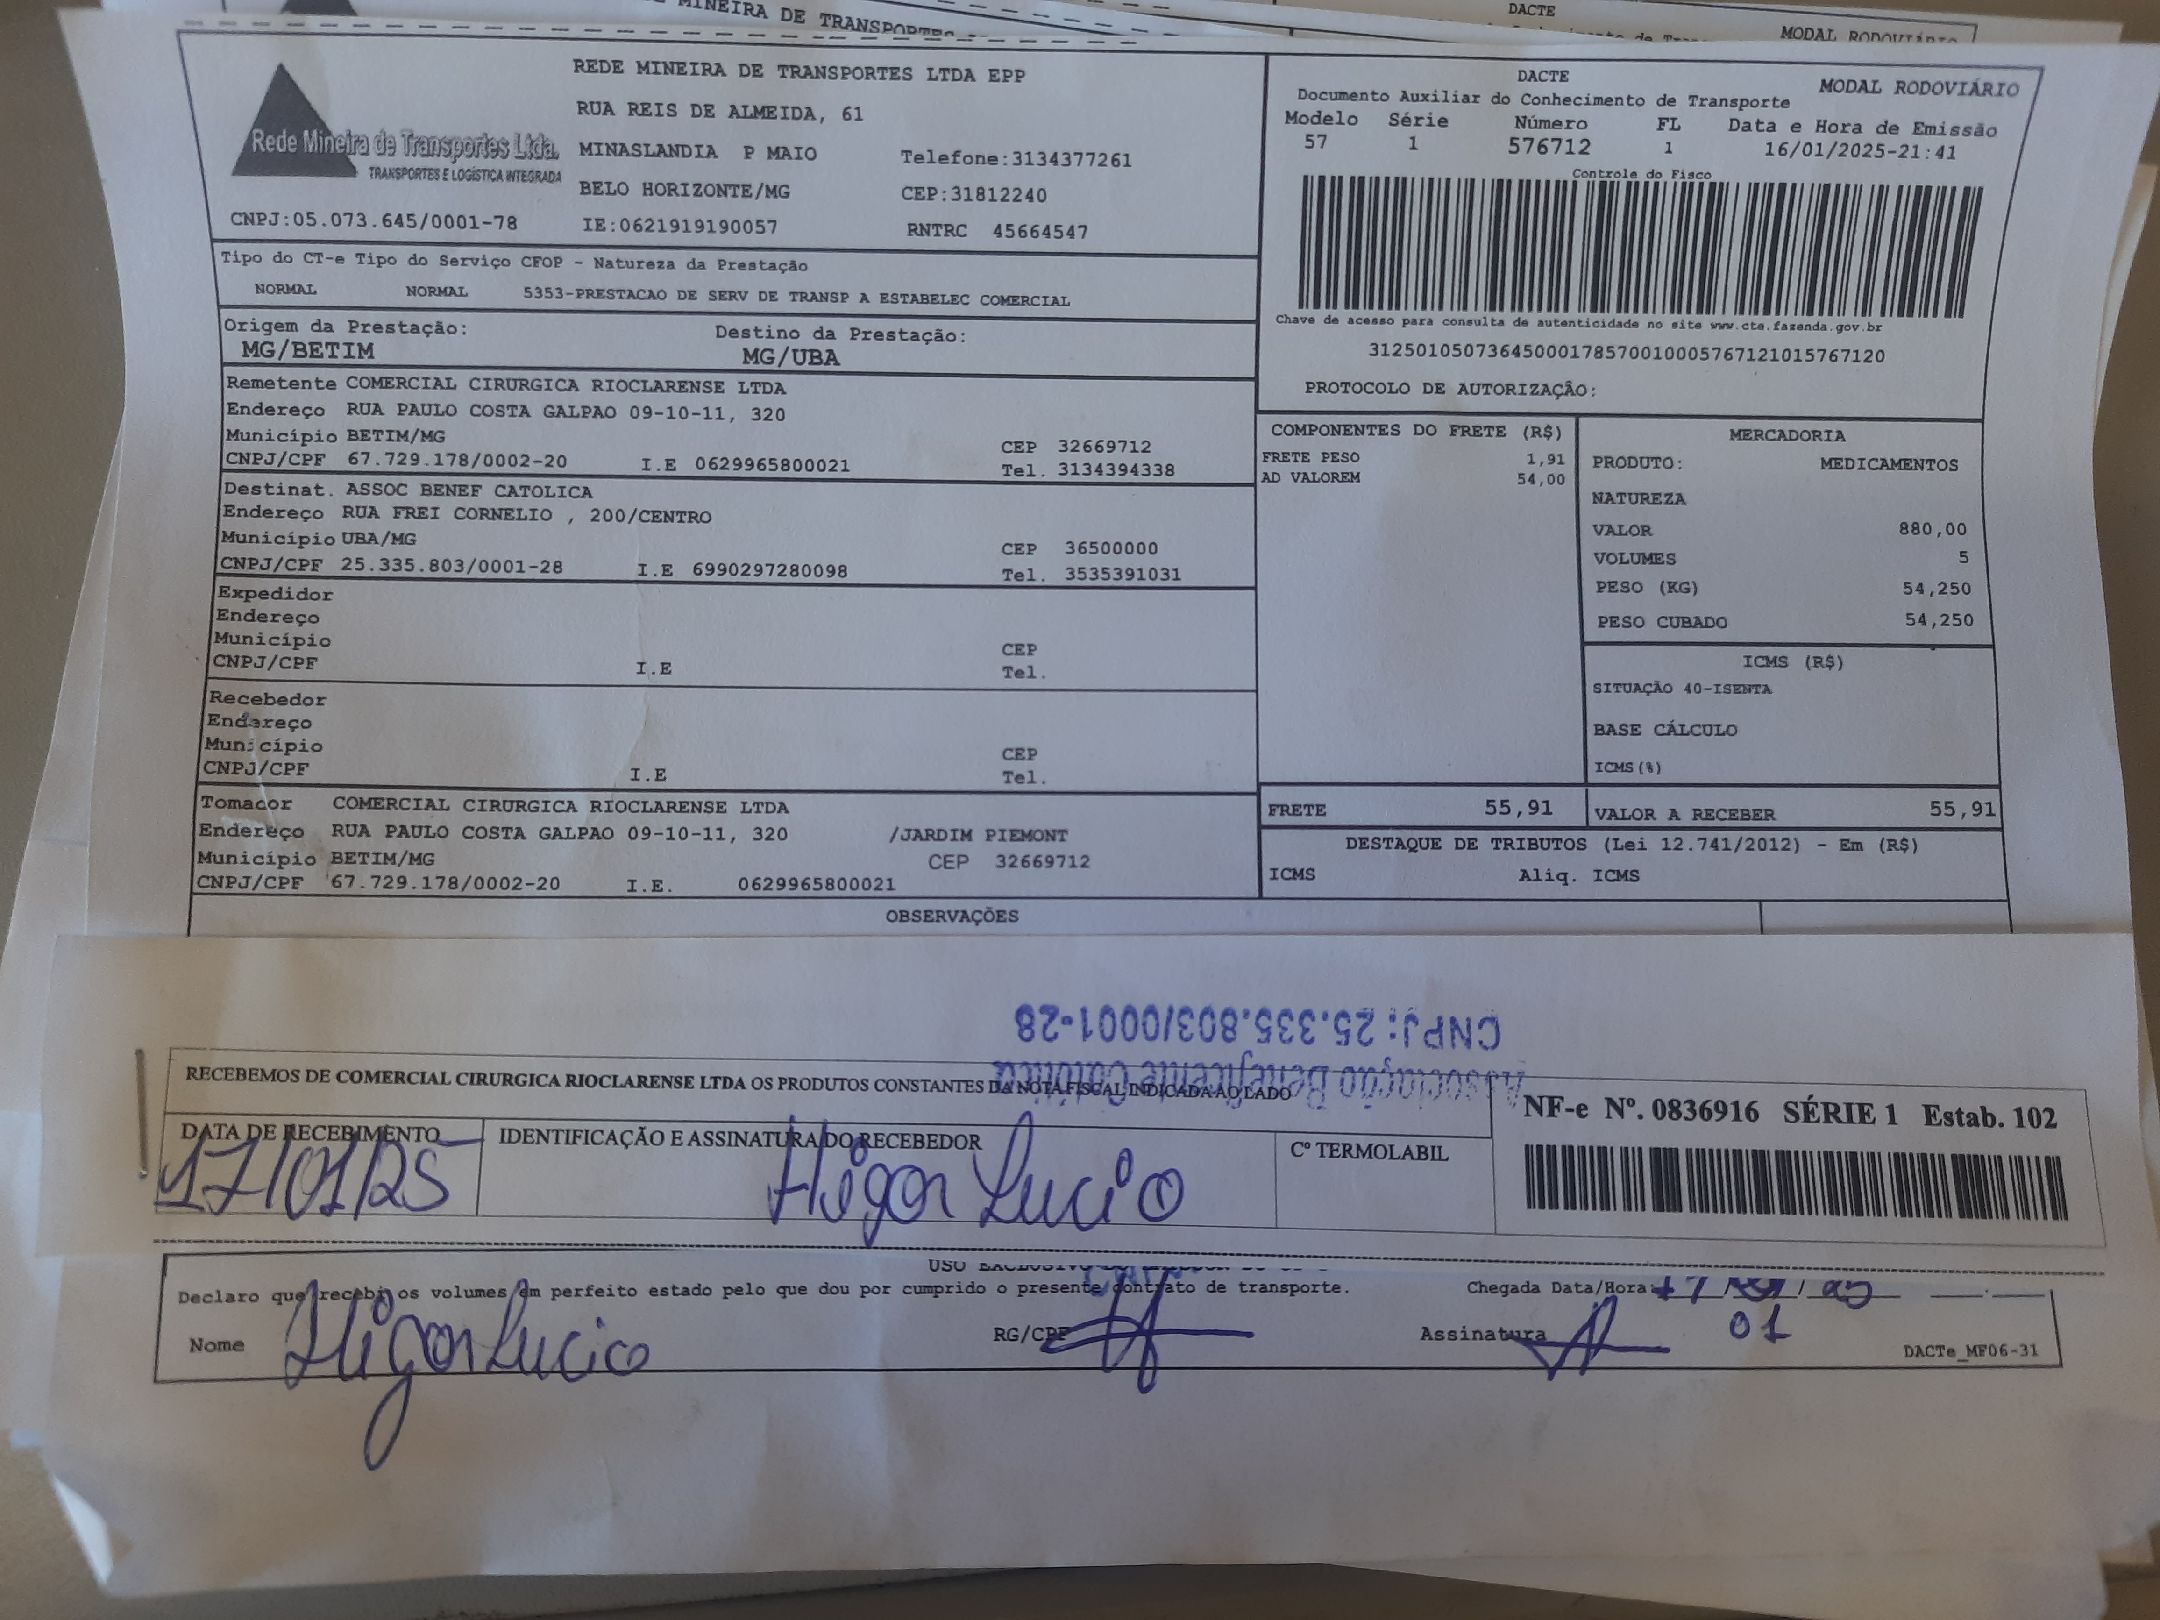 MINEIRA DE TRANSPORTES
DACTE
MODAL RODOVIÁRIO
REDE MINEIRA DE TRANSPORTES LTDA EPP
RUA REIS DE ALMEIDA, 61
MINASLANDIA P MAIO Telefone:3134377261
BELO HORIZONTE/MG CEP:31812240
CNPJ:05.073.645/0001-78 IE:0621919190057 RNTRC 45664547
Rede Mineira de Transportes Ltda.
TRANSPORTES E LOGÍSTICA INTEGRADA
DACTE MODAL RODOVIÁRIO
Documento Auxiliar do Conhecimento de Transporte
Modelo Série Número FL Data e Hora de Emissão
57 1 576712 1 16/01/2025-21:41
Controle do Fisco
Chave de acesso para consulta de autenticidade no site www.cte.fazenda.gov.br
31250105073645000178570010005767121015767120
PROTOCOLO DE AUTORIZAÇÃO:
Tipo do CT-e Tipo do Serviço CFOP - Natureza da Prestação
NORMAL NORMAL 5353-PRESTACAO DE SERV DE TRANSP A ESTABELEC COMERCIAL
Origem da Prestação: Destino da Prestação:
MG/BETIM MG/UBA
Remetente COMERCIAL CIRURGICA RIOCLARENSE LTDA
Endereço RUA PAULO COSTA GALPAO 09-10-11, 320
Município BETIM/MG CEP 32669712
CNPJ/CPF 67.729.178/0002-20 I.E 0629965800021 Tel. 3134394338
Destinat. ASSOC BENEF CATOLICA
Endereço RUA FREI CORNELIO , 200/CENTRO
Município UBA/MG CEP 36500000
CNPJ/CPF 25.335.803/0001-28 I.E 6990297280098 Tel. 3535391031
Expedidor
Endereço
Município CEP
CNPJ/CPF I.E Tel.
Recebedor
Endereço
Município CEP
CNPJ/CPF I.E Tel.
Tomador COMERCIAL CIRURGICA RIOCLARENSE LTDA
Endereço RUA PAULO COSTA GALPAO 09-10-11, 320 /JARDIM PIEMONT
Município BETIM/MG CEP 32669712
CNPJ/CPF 67.729.178/0002-20 I.E. 0629965800021
COMPONENTES DO FRETE (R$)
FRETE PESO 1,91
AD VALOREM 54,00
MERCADORIA
PRODUTO: MEDICAMENTOS
NATUREZA
VALOR 880,00
VOLUMES 5
PESO (KG) 54,250
PESO CUBADO 54,250
ICMS (R$)
SITUAÇÃO 40-ISENTA
BASE CÁLCULO
ICMS(%)
FRETE 55,91 VALOR A RECEBER 55,91
DESTAQUE DE TRIBUTOS (Lei 12.741/2012) - Em (R$)
ICMS Aliq. ICMS
OBSERVAÇÕES
CNPJ: 25.335.803/0001-28
Associação Beneficente Católica
RECEBEMOS DE COMERCIAL CIRURGICA RIOCLARENSE LTDA OS PRODUTOS CONSTANTES DA NOTA FISCAL INDICADA AO LADO
NF-e Nº. 0836916 SÉRIE 1 Estab. 102
DATA DE RECEBIMENTO IDENTIFICAÇÃO E ASSINATURA DO RECEBEDOR Cº TERMOLABIL
17/01/25 Higor Lucio
Declaro que recebi os volumes em perfeito estado pelo que dou por cumprido o presente contrato de transporte. Chegada Data/Hora: 17/01/25
01
Nome Higor Lucio RG/CPF Assinatura
DACTe_MF06-31